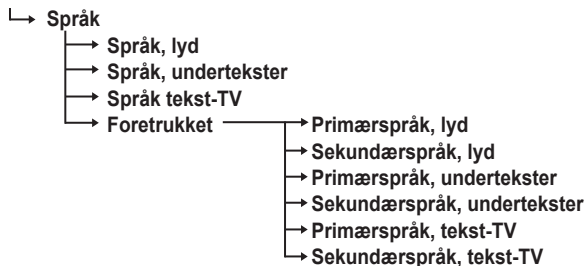 Språk
Språk, lyd
Språk, undertekster
Språk tekst-TV
Foretrukket
Primærspråk, lyd
Sekundærspråk, lyd
Primærspråk, undertekster
Sekundærspråk, undertekster
Primærspråk, tekst-TV
Sekundærspråk, tekst-TV